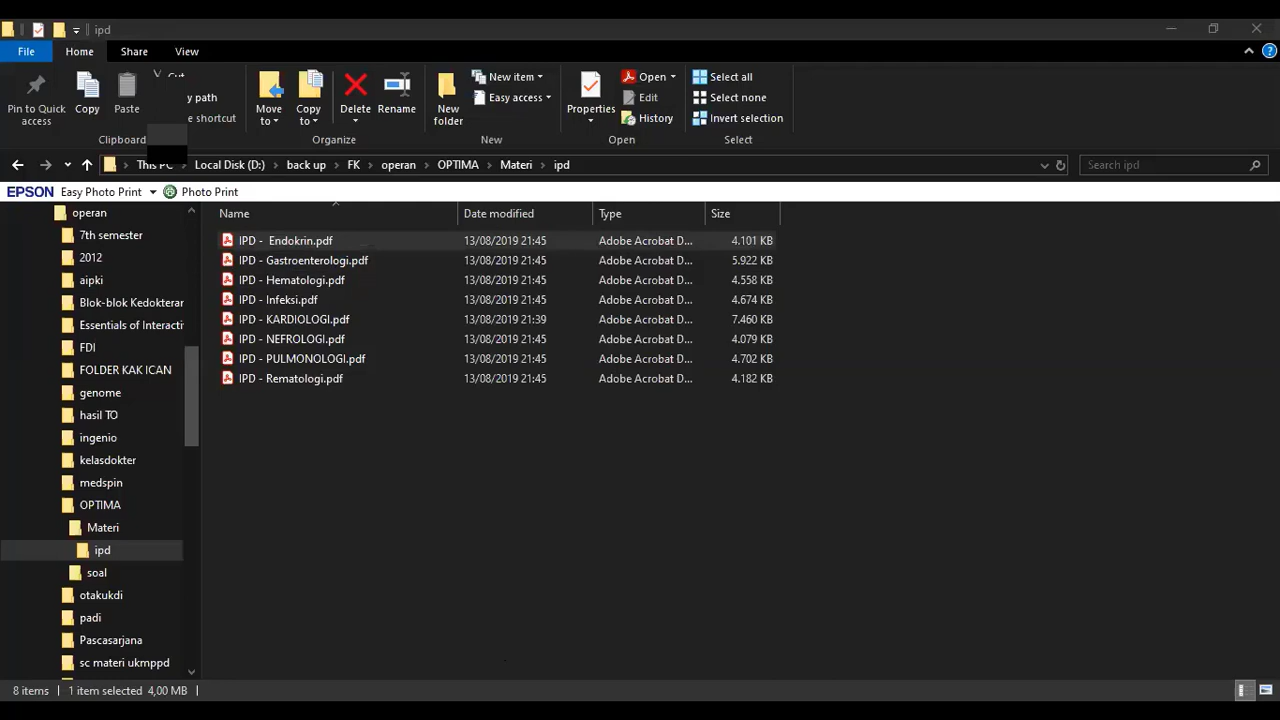 ipd
File Home Share View
Pin to Quick access
Copy
Paste
Cut
y path
e shortcut
Clipboard
Move to
Copy to
Delete
Rename
Organize
New folder
New item
Easy access
New
Properties
Open
Edit
History
Open
Select all
Select none
Invert selection
Select
This PC Local Disk (D:) back up FK operan OPTIMA Materi ipd
Search ipd
EPSON Easy Photo Print Photo Print
operan
7th semester
2012
aipki
Blok-blok Kedokterar
Essentials of Interacti
FDI
FOLDER KAK ICAN
genome
hasil TO
ingenio
kelasdokter
medspin
OPTIMA
Materi
ipd
soal
otakukdi
padi
Pascasarjana
sc materi ukmppd
Name Date modified Type Size
IPD -  Endokrin.pdf 13/08/2019 21:45 Adobe Acrobat D... 4.101 KB
IPD - Gastroenterologi.pdf 13/08/2019 21:45 Adobe Acrobat D... 5.922 KB
IPD - Hematologi.pdf 13/08/2019 21:45 Adobe Acrobat D... 4.558 KB
IPD - Infeksi.pdf 13/08/2019 21:45 Adobe Acrobat D... 4.674 KB
IPD - KARDIOLOGI.pdf 13/08/2019 21:39 Adobe Acrobat D... 7.460 KB
IPD - NEFROLOGI.pdf 13/08/2019 21:45 Adobe Acrobat D... 4.079 KB
IPD - PULMONOLOGI.pdf 13/08/2019 21:45 Adobe Acrobat D... 4.702 KB
IPD - Rematologi.pdf 13/08/2019 21:45 Adobe Acrobat D... 4.182 KB
8 items 1 item selected 4,00 MB